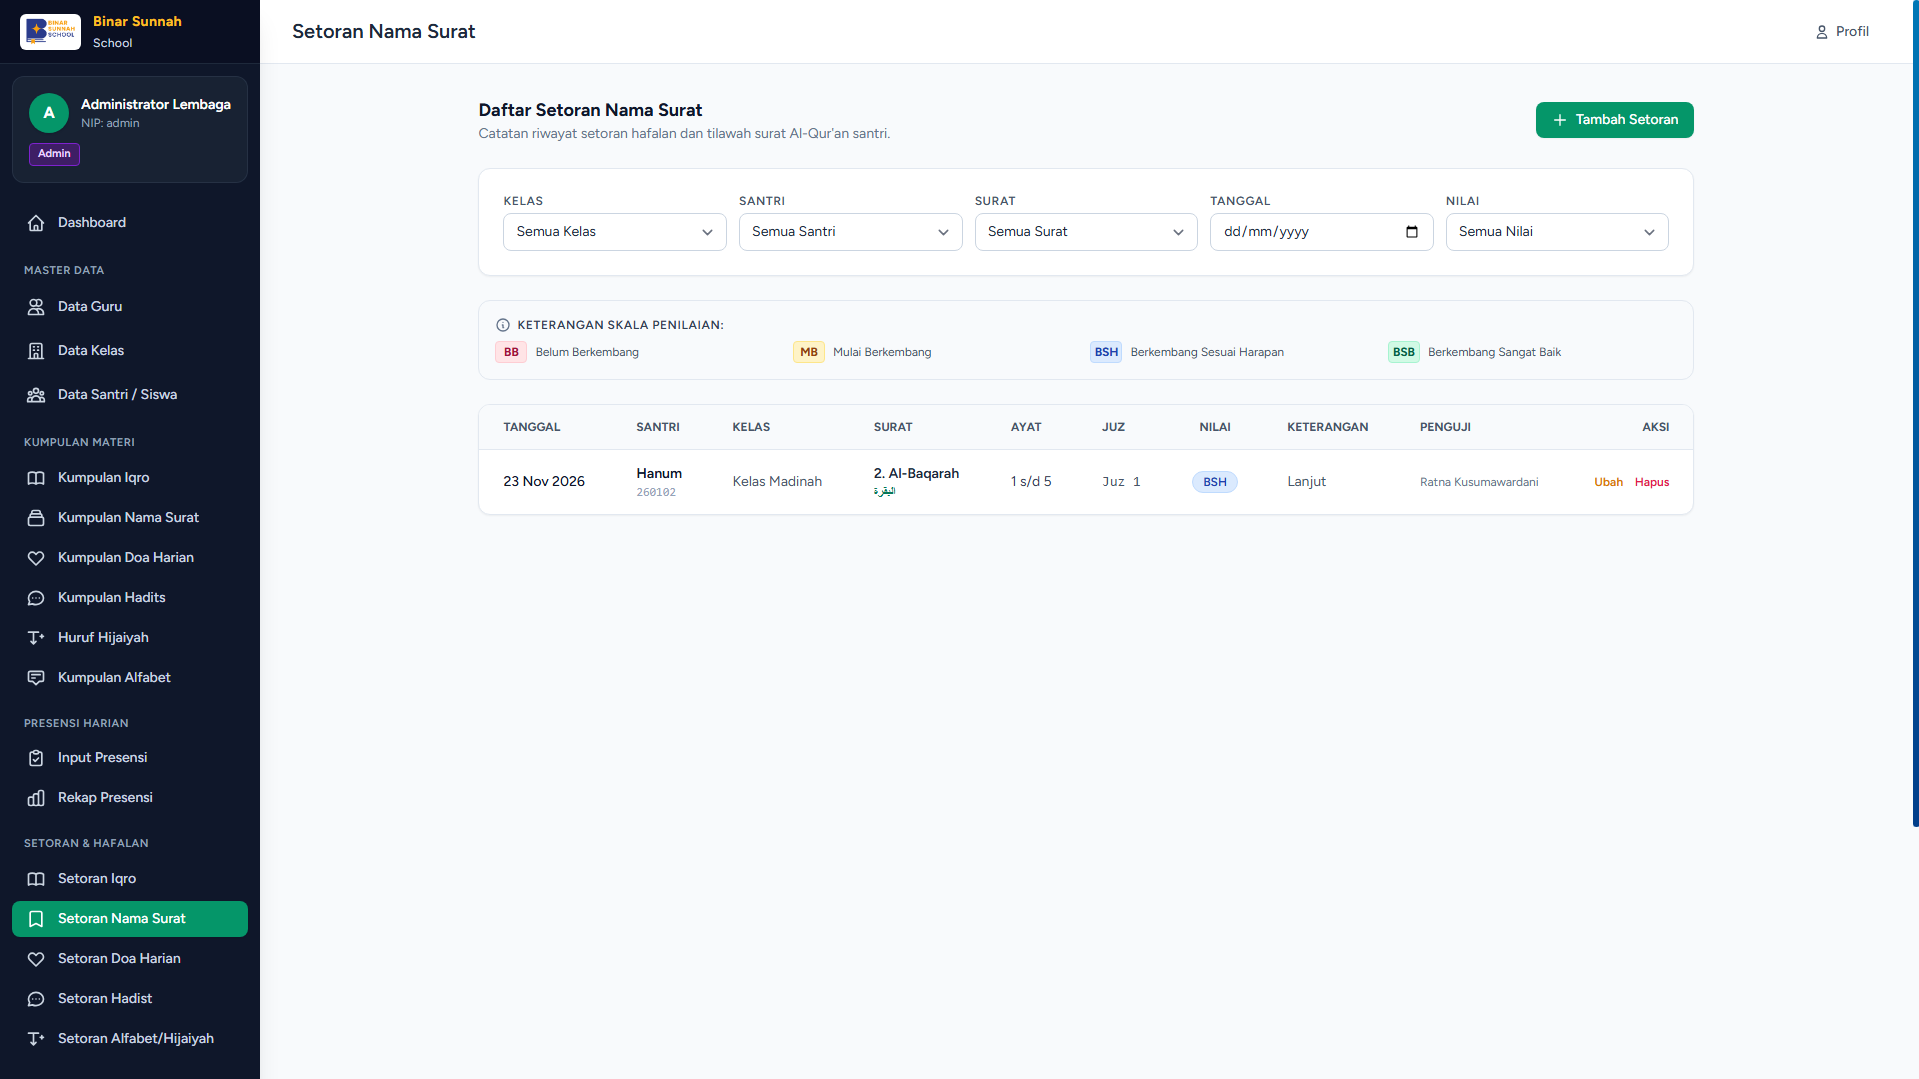 BINAR
SUNNAH
SCHOOL
Binar Sunnah
School
A
Administrator Lembaga
NIP: admin
Admin
Dashboard
MASTER DATA
Data Guru
Data Kelas
Data Santri / Siswa
KUMPULAN MATERI
Kumpulan Iqro
Kumpulan Nama Surat
Kumpulan Doa Harian
Kumpulan Hadits
Huruf Hijaiyah
Kumpulan Alfabet
PRESENSI HARIAN
Input Presensi
Rekap Presensi
SETORAN & HAFALAN
Setoran Iqro
Setoran Nama Surat
Setoran Doa Harian
Setoran Hadist
Setoran Alfabet/Hijaiyah
Setoran Nama Surat
Profil
Daftar Setoran Nama Surat
Catatan riwayat setoran hafalan dan tilawah surat Al-Qur'an santri.
Tambah Setoran
KELAS SANTRI SURAT TANGGAL NILAI
Semua Kelas Semua Santri Semua Surat dd/mm/yyyy Semua Nilai
KETERANGAN SKALA PENILAIAN:
BB Belum Berkembang MB Mulai Berkembang BSH Berkembang Sesuai Harapan BSB Berkembang Sangat Baik
TANGGAL SANTRI KELAS SURAT AYAT JUZ NILAI KETERANGAN PENGUJI AKSI
23 Nov 2026 Hanum Kelas Madinah 2. Al-Baqarah 1 s/d 5 Juz 1 BSH Lanjut Ratna Kusumawardani Ubah Hapus
260102 البقرة